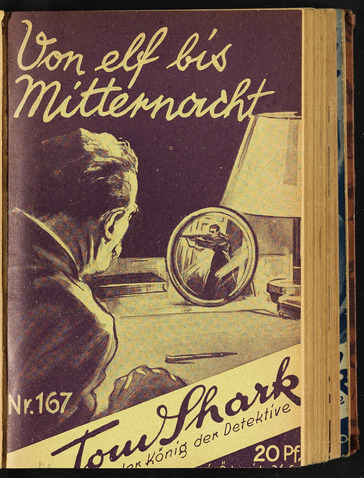 Von elf bis
Mitternacht
Nr. 167
Tom Shark
der König der Detektive
20 Pf.